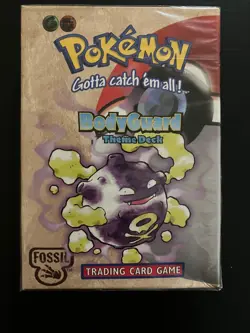 POKéMON
Gotta catch 'em all!
BodyGuard
Theme Deck
FOSSIL
TRADING CARD GAME